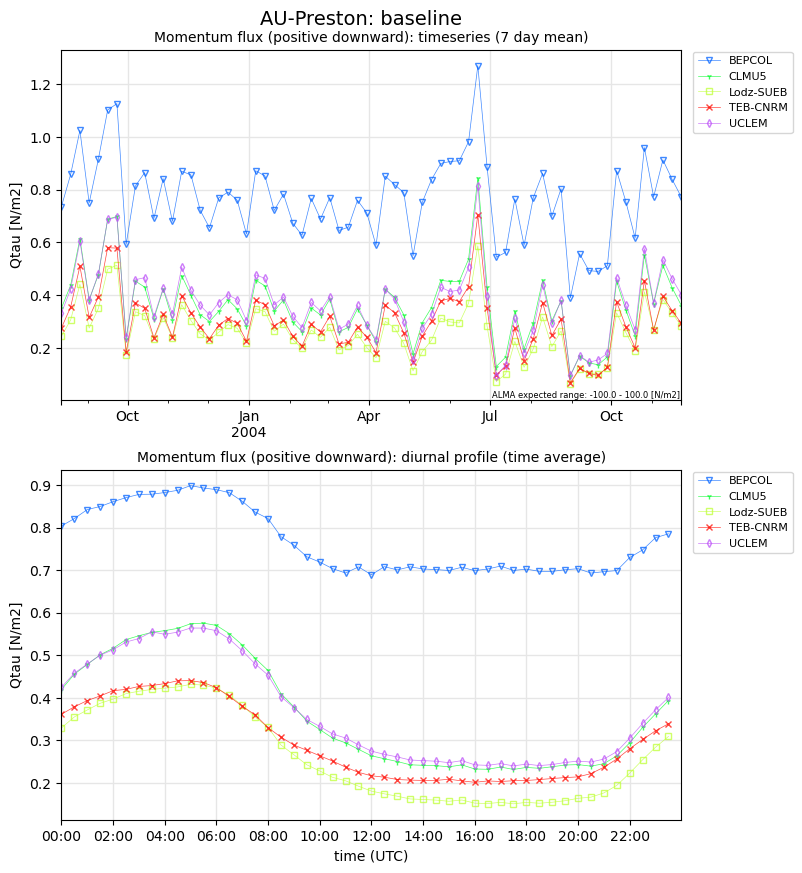 AU-Preston: baseline
Momentum flux (positive downward): timeseries (7 day mean)
Qtau [N/m2]
1.2
1.0
0.8
0.6
0.4
0.2
BEPCOL
CLMU5
Lodz-SUEB
TEB-CNRM
UCLEM
ALMA expected range: -100.0 - 100.0 [N/m2]
Oct
Jan
2004
Apr
Jul
Oct
Momentum flux (positive downward): diurnal profile (time average)
Qtau [N/m2]
0.9
0.8
0.7
0.6
0.5
0.4
0.3
0.2
BEPCOL
CLMU5
Lodz-SUEB
TEB-CNRM
UCLEM
00:00
02:00
04:00
06:00
08:00
10:00
12:00
14:00
16:00
18:00
20:00
22:00
time (UTC)